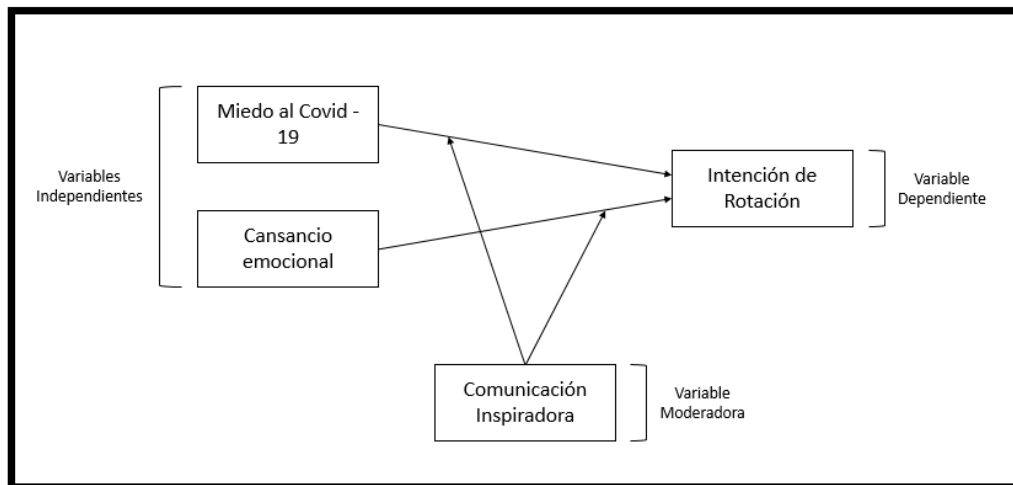 Miedo al Covid -
19
Variables
Independientes
Cansancio
emocional
Intención de
Rotación
Variable
Dependiente
Comunicación
Inspiradora
Variable
Moderadora